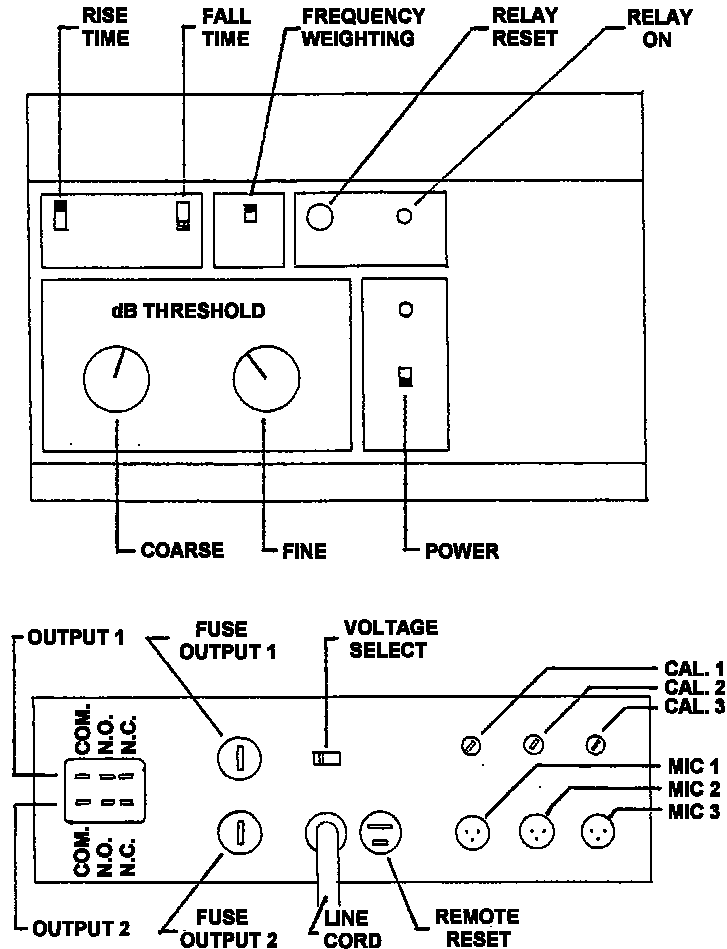 RISE
TIME
FALL
TIME
FREQUENCY
WEIGHTING
RELAY
RESET
RELAY
ON
dB THRESHOLD
COARSE
FINE
POWER
OUTPUT 1
FUSE
OUTPUT 1
VOLTAGE
SELECT
CAL. 1
CAL. 2
CAL. 3
COM.
N.O.
N.C.
MIC 1
MIC 2
MIC 3
COM.
N.O.
N.C.
OUTPUT 2
FUSE
OUTPUT 2
LINE
CORD
REMOTE
RESET